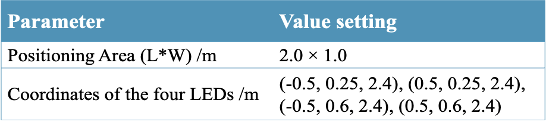 Parameter Value setting
Positioning Area (L*W) /m 2.0 × 1.0
Coordinates of the four LEDs /m (-0.5, 0.25, 2.4), (0.5, 0.25, 2.4),
(-0.5, 0.6, 2.4), (0.5, 0.6, 2.4)